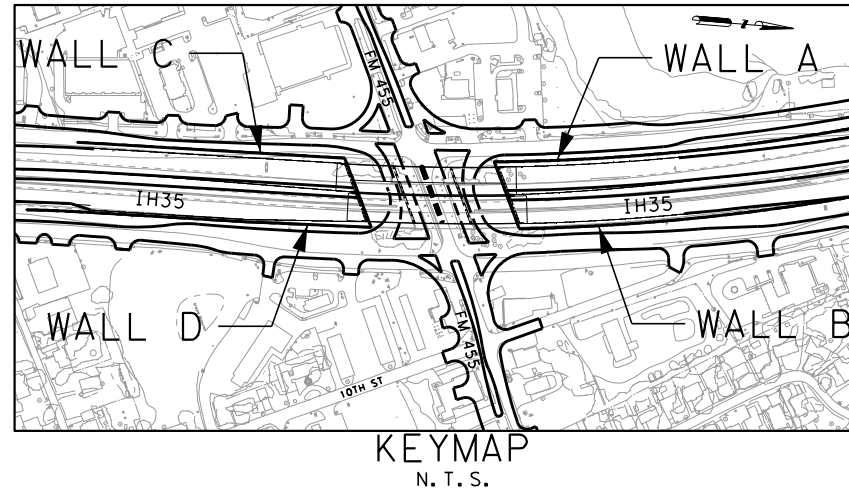 WALL C
FM 455
WALL A
IH35
IH35
WALL D
FM 455
WALL B
10TH ST
KEYMAP
N.T.S.